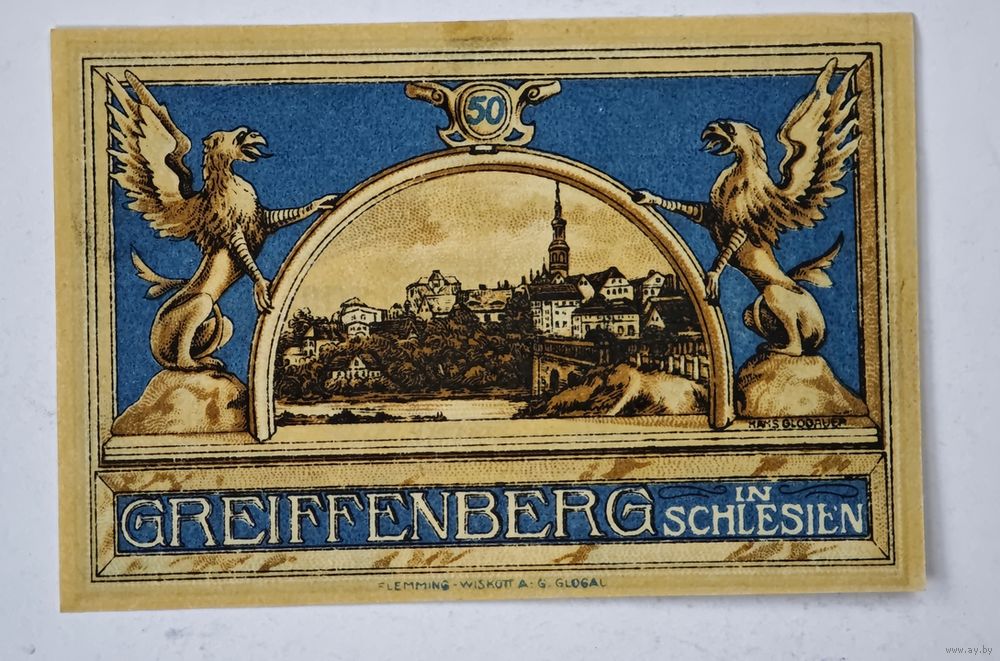 50
HANS GLOGAUER
GREIFFENBERG IN SCHLESIEN
FLEMMING-WISKOTT A.G. GLOGAU
www.ay.by